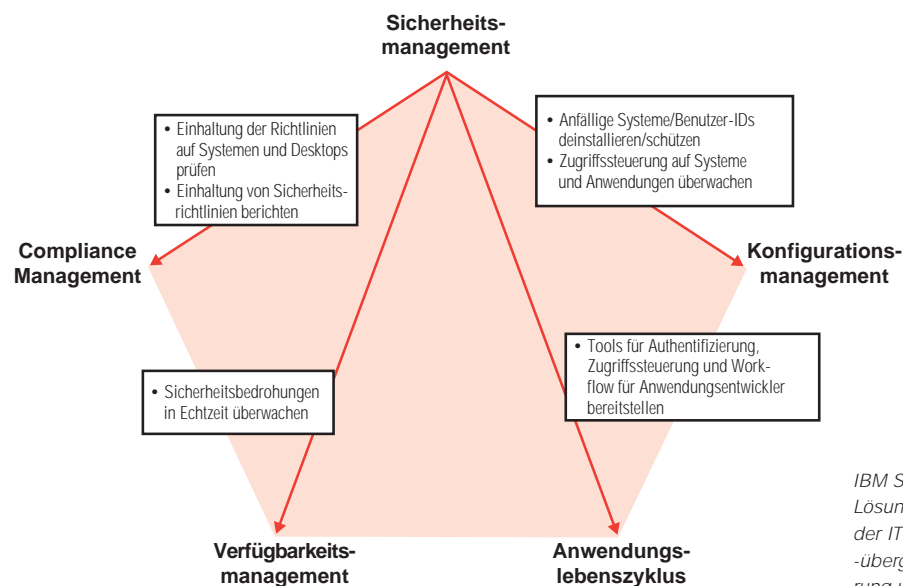 Sicherheits-
management
• Einhaltung der Richtlinien
auf Systemen und Desktops
prüfen
• Einhaltung von Sicherheits-
richtlinien berichten
• Anfällige Systeme/Benutzer-IDs
deinstallieren/schützen
• Zugriffssteuerung auf Systeme
und Anwendungen überwachen
Compliance
Management
Konfigurations-
management
• Sicherheitsbedrohungen
in Echtzeit überwachen
• Tools für Authentifizierung,
Zugriffssteuerung und Work-
flow für Anwendungsentwickler
bereitstellen
Verfügbarkeits-
management
Anwendungs-
lebenszyklus
IBM S
Lösun
der IT
-überg